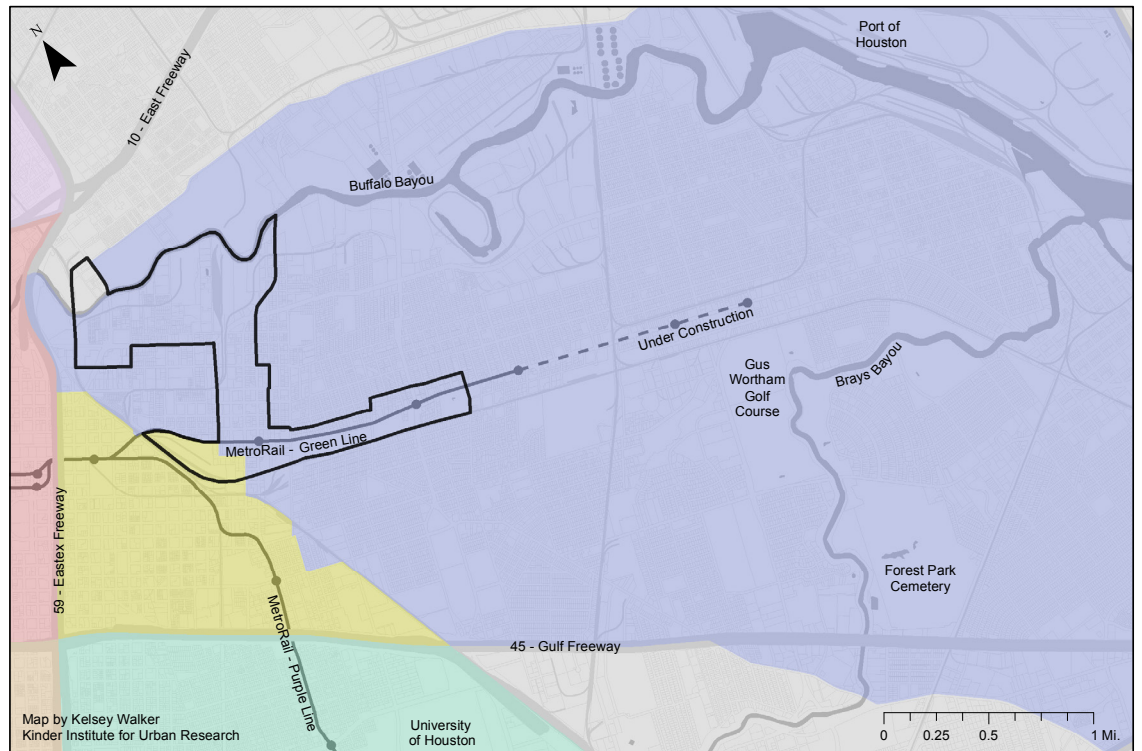 N
Port of
Houston
10 - East Freeway
Buffalo Bayou
Under Construction
Gus
Wortham
Golf
Course
Brays Bayou
MetroRail - Green Line
59 - Eastex Freeway
Forest Park
Cemetery
MetroRail - Purple Line
45 - Gulf Freeway
Map by Kelsey Walker
Kinder Institute for Urban Research
University
of Houston
0 0.25 0.5 1 Mi.